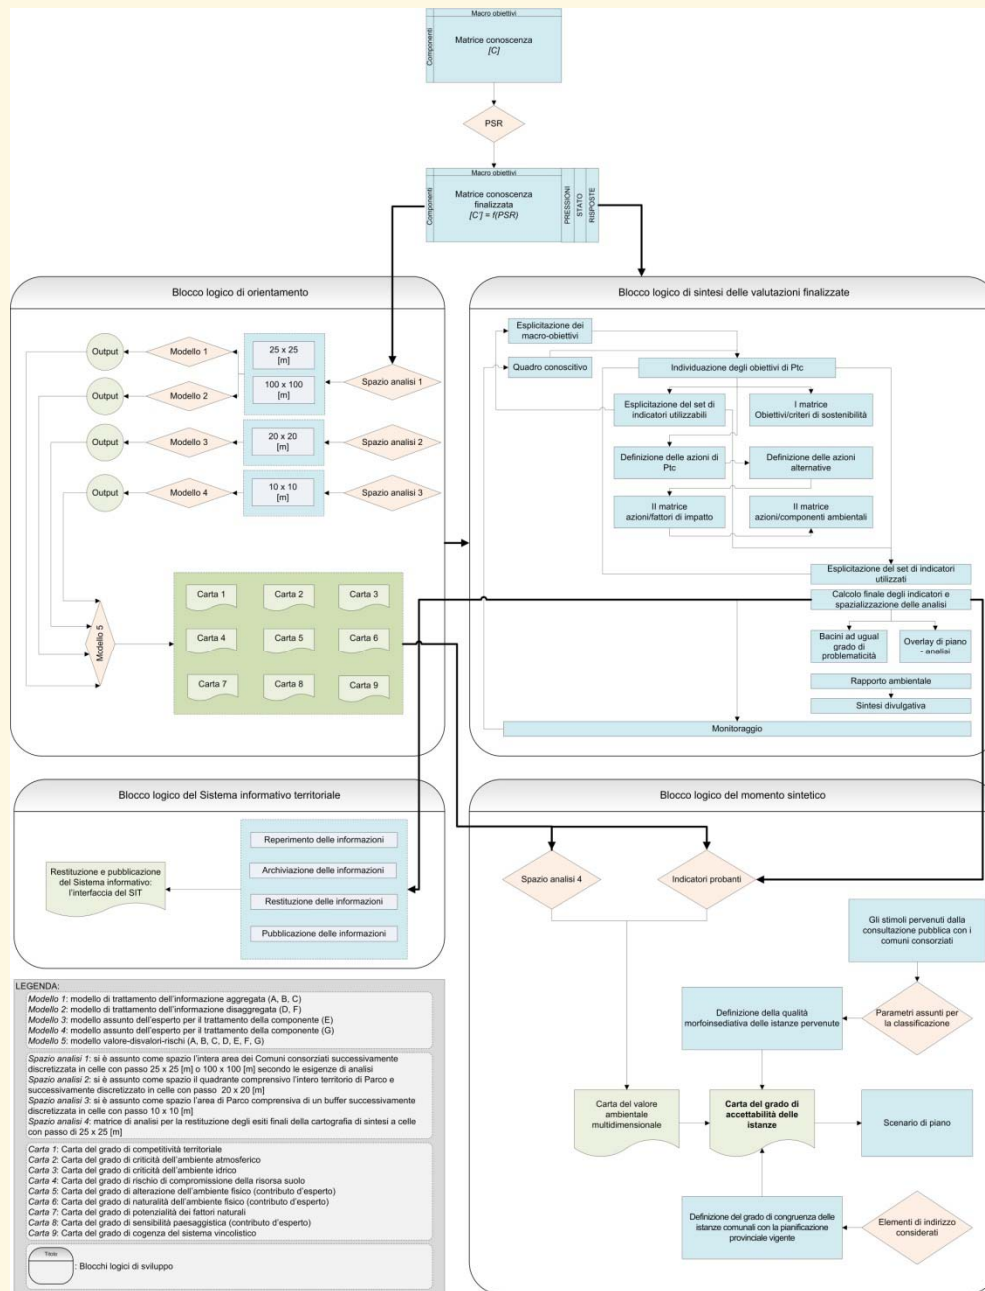 Macro obiettivi
Componenti
Matrice conoscenza
[C]
PSR
Macro obiettivi
Componenti
Matrice conoscenza
finalizzata
[C'] = f(PSR)
PRESSIONI
STATO
RISPOSTE
Blocco logico di orientamento
Output
Modello 1
25 x 25
[m]
100 x 100
[m]
Spazio analisi 1
Output
Modello 2
Output
Modello 3
20 x 20
[m]
Spazio analisi 2
Output
Modello 4
10 x 10
[m]
Spazio analisi 3
Modello 5
Carta 1
Carta 2
Carta 3
Carta 4
Carta 5
Carta 6
Carta 7
Carta 8
Carta 9
Blocco logico di sintesi delle valutazioni finalizzate
Esplicitazione dei
macro-obiettivi
Quadro conoscitivo
Individuazione degli obiettivi di Ptc
Esplicitazione del set di
indicatori utilizzabili
I matrice
Obiettivi/criteri di sostenibilità
Definizione delle azioni di
Ptc
Definizione delle azioni
alternative
II matrice
azioni/fattori di impatto
II matrice
azioni/componenti ambientali
Esplicitazione del set di indicatori
utilizzati
Calcolo finale degli indicatori e
spazializzazione delle analisi
Bacini ad ugual
grado di
problematicità
Overlay di piano
- analisi
Rapporto ambientale
Sintesi divulgativa
Monitoraggio
Blocco logico del Sistema informativo territoriale
Restituzione e pubblicazione
del Sistema informativo:
l'interfaccia del SIT
Reperimento delle informazioni
Archiviazione delle informazioni
Restituzione delle informazioni
Pubblicazione delle informazioni
Blocco logico del momento sintetico
Spazio analisi 4
Indicatori probanti
Gli stimoli pervenuti dalla
consultazione pubblica con i
comuni consorziati
Definizione della qualità
morfoinsediativa delle istanze pervenute
Parametri assunti per
la classificazione
Carta del valore
ambientale
multidimensionale
Carta del grado di
accettabilità delle
istanze
Scenario di piano
Definizione del grado di congruenza delle
istanze comunali con la pianificazione
provinciale vigente
Elementi di indirizzo
considerati
LEGENDA:
Modello 1: modello di trattamento dell'informazione aggregata (A, B, C)
Modello 2: modello di trattamento dell'informazione disaggregata (D, F)
Modello 3: modello assunto dell'esperto per il trattamento della componente (E)
Modello 4: modello assunto dell'esperto per il trattamento della componente (G)
Modello 5: modello valore-disvalori-rischi (A, B, C, D, E, F, G)
Spazio analisi 1: si è assunto come spazio l'intera area dei Comuni consorziati successivamente
discretizzata in celle con passo 25 x 25 [m] o 100 x 100 [m] secondo le esigenze di analisi
Spazio analisi 2: si è assunto come spazio il quadrante comprensivo l'intero territorio di Parco e
successivamente discretizzato in celle con passo 20 x 20 [m]
Spazio analisi 3: si è assunto come spazio l'area di Parco comprensiva di un buffer successivamente
discretizzata in celle con passo 10 x 10 [m]
Spazio analisi 4: matrice di analisi per la restituzione degli esiti finali della cartografia di sintesi a celle
con passo di 25 x 25 [m]
Carta 1: Carta del grado di competitività territoriale
Carta 2: Carta del grado di criticità dell'ambiente atmosferico
Carta 3: Carta del grado di criticità dell'ambiente idrico
Carta 4: Carta del grado di rischio di compromissione della risorsa suolo
Carta 5: Carta del grado di alterazione dell'ambiente fisico (contributo d'esperto)
Carta 6: Carta del grado di naturalità dell'ambiente fisico (contributo d'esperto)
Carta 7: Carta del grado di potenzialità dei fattori naturali
Carta 8: Carta del grado di sensibilità paesaggistica (contributo d'esperto)
Carta 9: Carta del grado di cogenza del sistema vincolistico
Titolo
: Blocchi logici di sviluppo